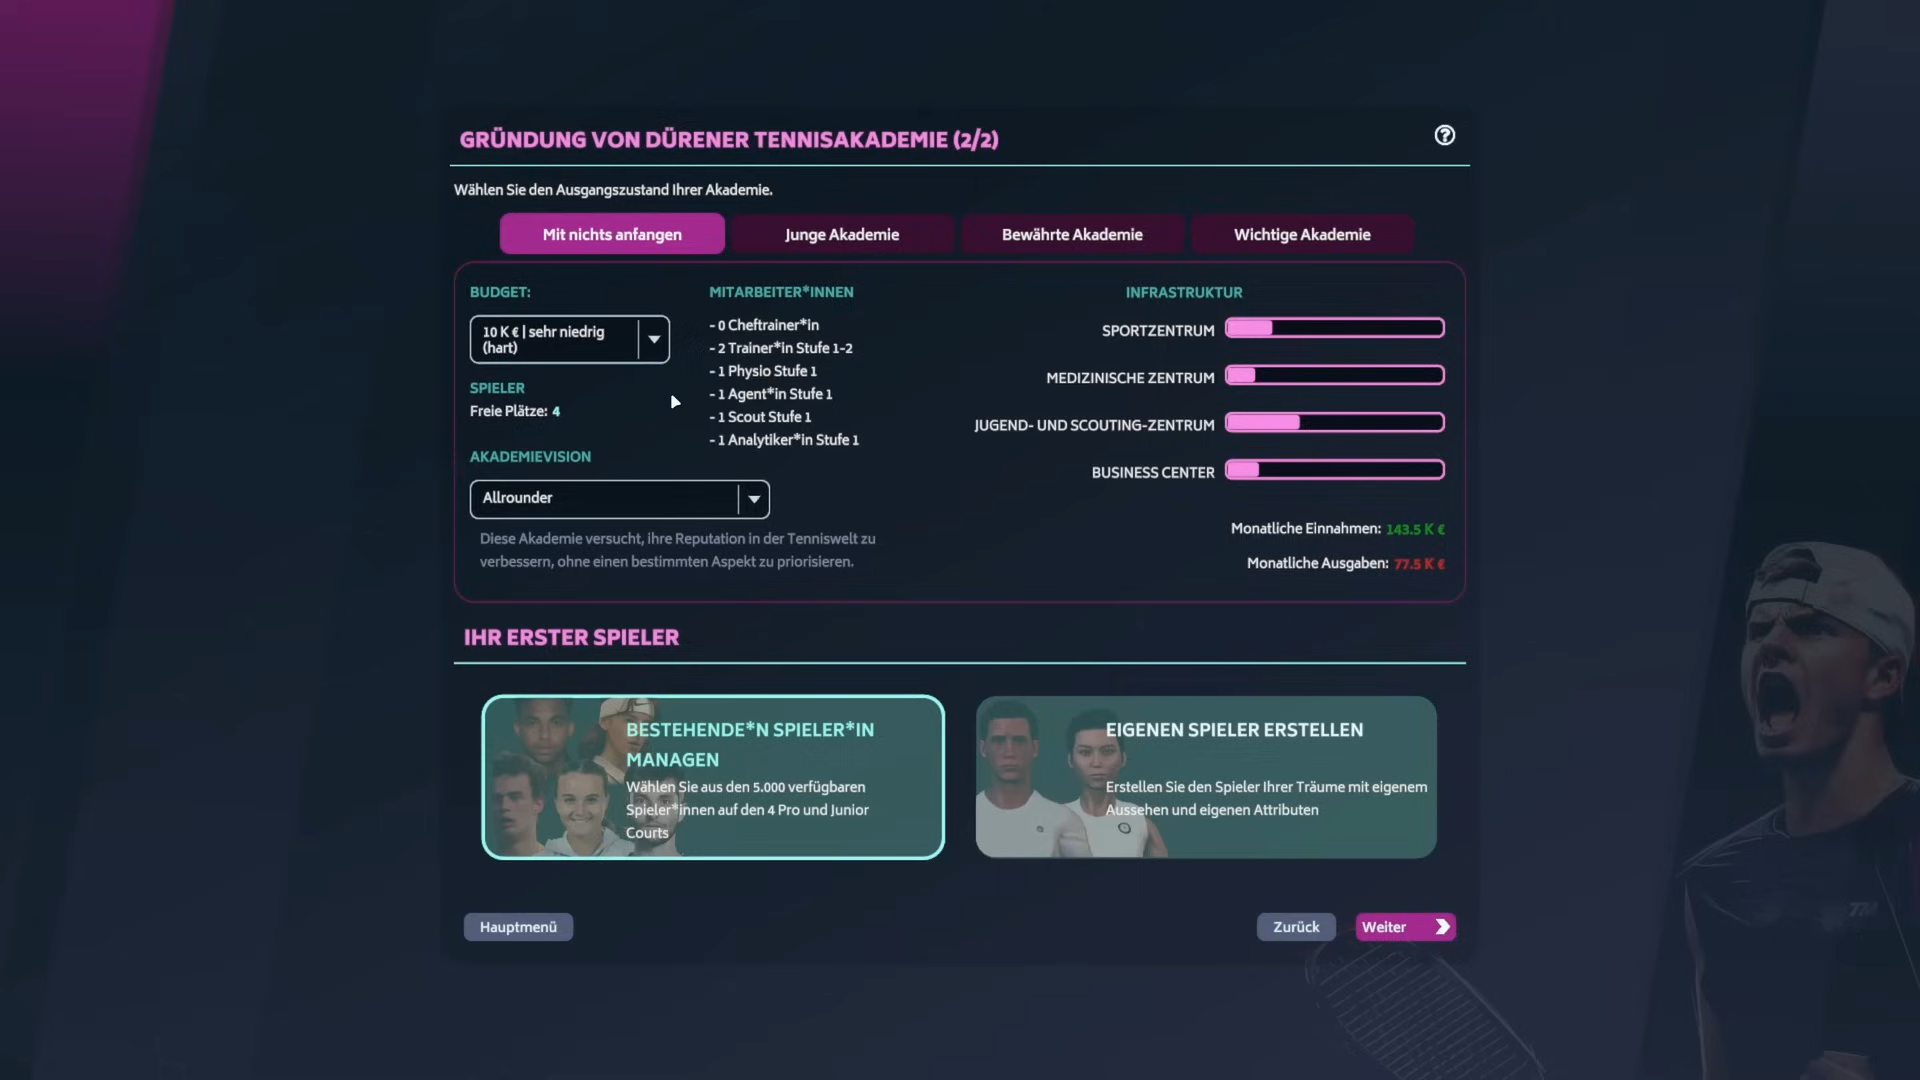 GRÜNDUNG VON DÜRENER TENNISAKADEMIE (2/2)
Wählen Sie den Ausgangszustand Ihrer Akademie.
Mit nichts anfangen
Junge Akademie
Bewährte Akademie
Wichtige Akademie
BUDGET:
10 K € | sehr niedrig
(hart)
SPIELER
Freie Plätze: 4
AKADEMIEVISION
Allrounder
Diese Akademie versucht, ihre Reputation in der Tenniswelt zu
verbessern, ohne einen bestimmten Aspekt zu priorisieren.
MITARBEITER*INNEN
- 0 Cheftrainer*in
- 2 Trainer*in Stufe 1-2
- 1 Physio Stufe 1
- 1 Agent*in Stufe 1
- 1 Scout Stufe 1
- 1 Analytiker*in Stufe 1
INFRASTRUKTUR
SPORTZENTRUM
MEDIZINISCHE ZENTRUM
JUGEND- UND SCOUTING-ZENTRUM
BUSINESS CENTER
Monatliche Einnahmen: 143.5 K €
Monatliche Ausgaben: 77.5 K €
IHR ERSTER SPIELER
BESTEHENDE*N SPIELER*IN
MANAGEN
Wählen Sie aus den 5.000 verfügbaren
Spieler*innen auf den 4 Pro und Junior
Courts
EIGENEN SPIELER ERSTELLEN
Erstellen Sie den Spieler Ihrer Träume mit eigenem
Aussehen und eigenen Attributen
Hauptmenü
Zurück
Weiter